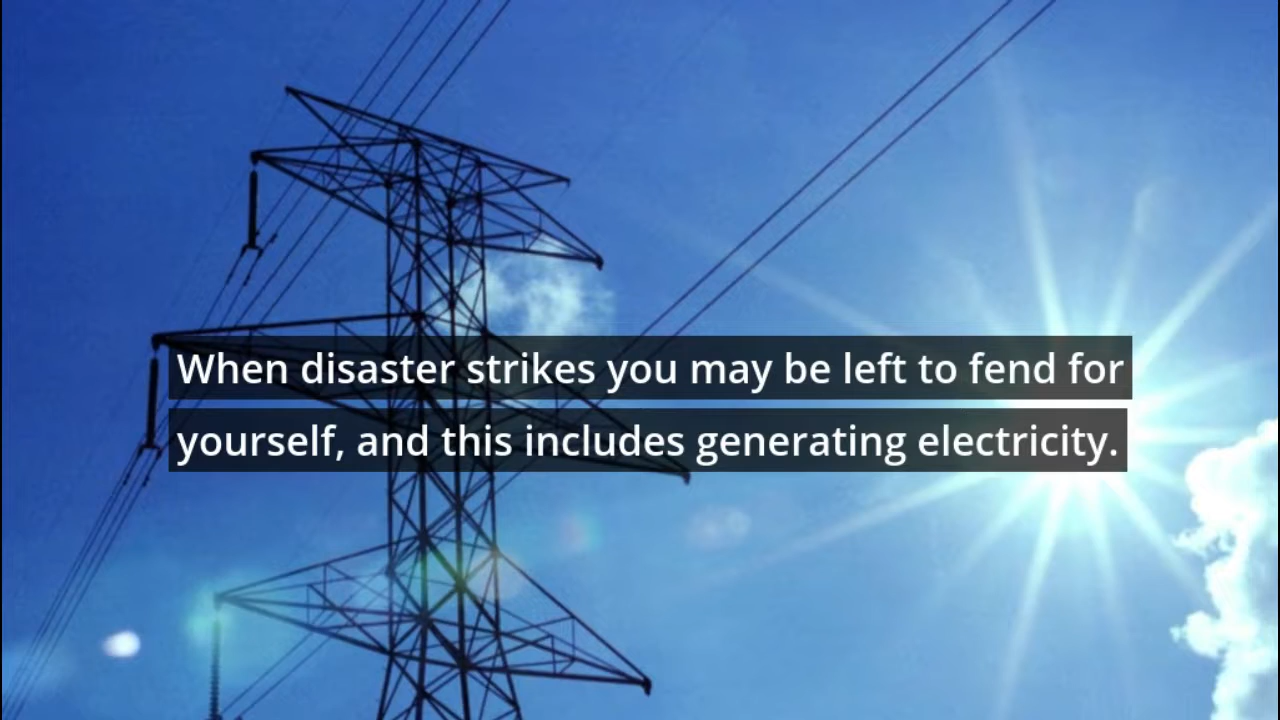 When disaster strikes you may be left to fend for
yourself, and this includes generating electricity.